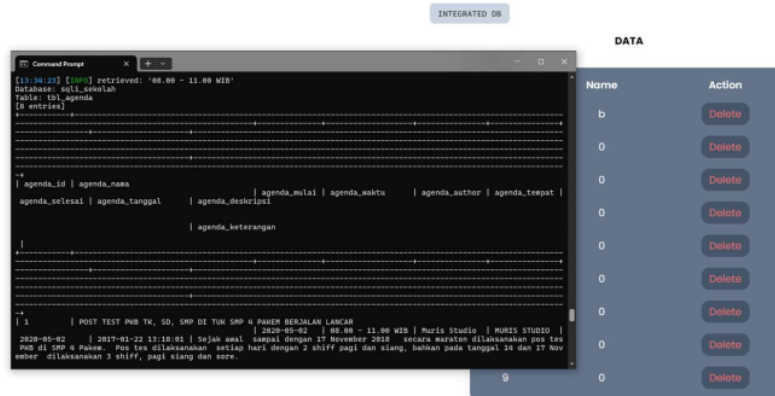 INTEGRATED DB
DATA
Command Prompt
[13:34:23] [INFO] retrieved: '08.00 - 11.00 WIB'
Database: sqli_sekolah
Table: tbl_agenda
[8 entries]
| agenda_id | agenda_nama
| agenda_mulai | agenda_waktu | agenda_author | agenda_tempat |
agenda_selesai | agenda_tanggal | agenda_deskripsi
| agenda_keterangan
|
| 1 | POST TEST PKB TK, SD, SMP DI TUK SMP 4 PAKEM BERJALAN LANCAR
| 2020-05-02 | 08.00 - 11.00 WIB | Muris Studio | MURIS STUDIO |
2020-05-02 | 2017-01-22 13:18:01 | Sejak awal sampai dengan 17 November 2018 secara maraton dilaksanakan pos tes
PKB di SMP 4 Pakem. Pos tes dilaksanakan setiap hari dengan 2 shiff pagi dan siang, bahkan pada tanggal 14 dan 17 Nov
ember dilaksanakan 3 shiff, pagi siang dan sore.
Name Action
b Delete
0 Delete
0 Delete
0 Delete
0 Delete
0 Delete
0 Delete
0 Delete
9 0 Delete